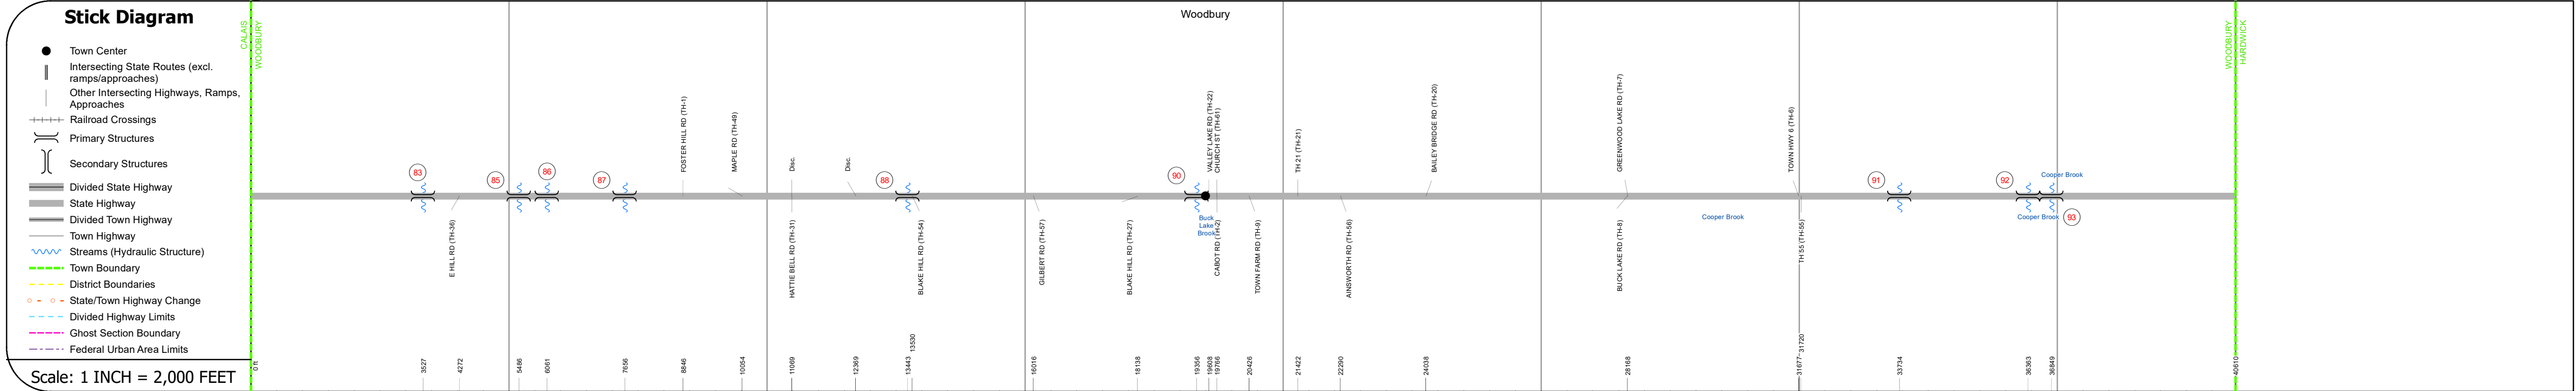 Stick Diagram
Town Center
Intersecting State Routes (excl.
ramps/approaches)
Other Intersecting Highways, Ramps,
Approaches
Railroad Crossings
Primary Structures
Secondary Structures
Divided State Highway
State Highway
Divided Town Highway
Town Highway
Streams (Hydraulic Structure)
Town Boundary
District Boundaries
State/Town Highway Change
Divided Highway Limits
Ghost Section Boundary
Federal Urban Area Limits
Scale: 1 INCH = 2,000 FEET
CALAIS
WOODBURY
Woodbury
WOODBURY
HARDWICK
FOSTER HILL RD (TH-1)
MAPLE RD (TH-49)
Disc.
Disc.
VALLEY LAKE RD (TH-22)
CHURCH ST (TH-61)
TH 21 (TH-21)
BAILEY BRIDGE RD (TH-20)
GREENWOOD LAKE RD (TH-7)
TOWN HWY 6 (TH-6)
83
85
86
87
88
90
91
92
Cooper Brook
E HILL RD (TH-36)
HATTIE BELL RD (TH-31)
BLAKE HILL RD (TH-54)
GILBERT RD (TH-57)
BLAKE HILL RD (TH-27)
Buck
Lake
Brook
CABOT RD (TH-2)
TOWN FARM RD (TH-9)
AINSWORTH RD (TH-56)
BUCK LAKE RD (TH-8)
Cooper Brook
TH 55 (TH-55)
Cooper Brook
93
0 ft
3527
4272
5486
6061
7656
8846
10054
11069
12369
13443
13530
16016
18138
19356
19608
19766
20426
21422
22290
24038
28168
31677
31720
33734
36363
36849
40610